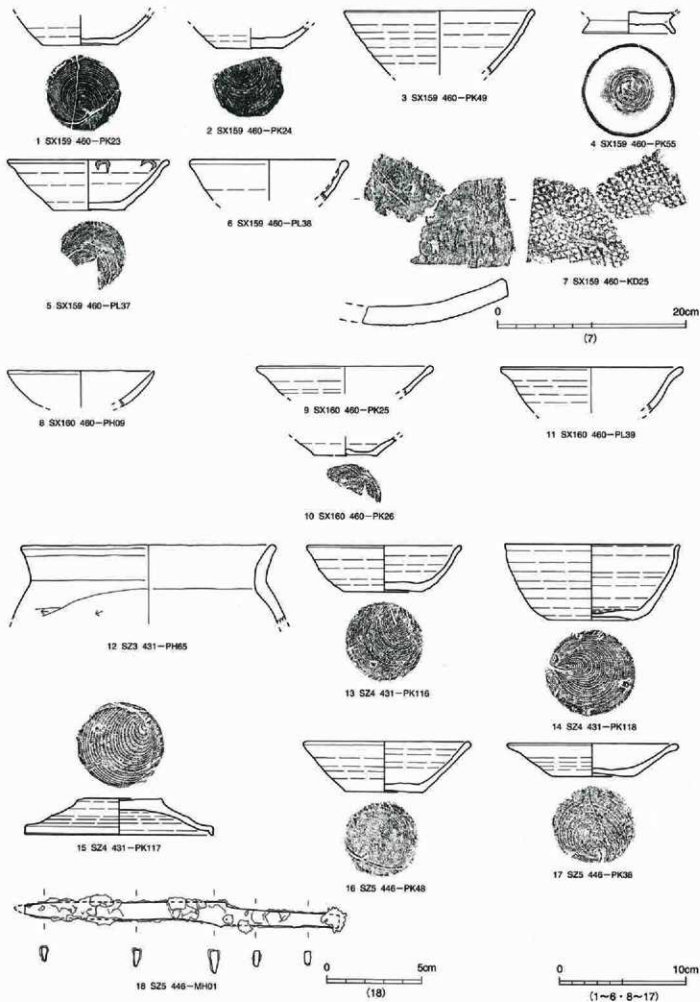 1 SX159 460-PK23
2 SX159 460-PK24
3 SX159 460-PK49
4 SX159 460-PK55
5 SX159 460-PL37
6 SX159 460-PL38
7 SX159 460-KD25
0 20cm
(7)
8 SX160 460-PH09
9 SX160 460-PK25
10 SX160 460-PK26
11 SX160 460-PL39
12 SZ3 431-PH65
13 SZ4 431-PK116
14 SZ4 431-PK118
15 SZ4 431-PK117
16 SZ5 446-PK48
17 SZ5 446-PK38
18 SZ5 446-MH01
0 5cm
(18)
0 10cm
(1~6・8~17)